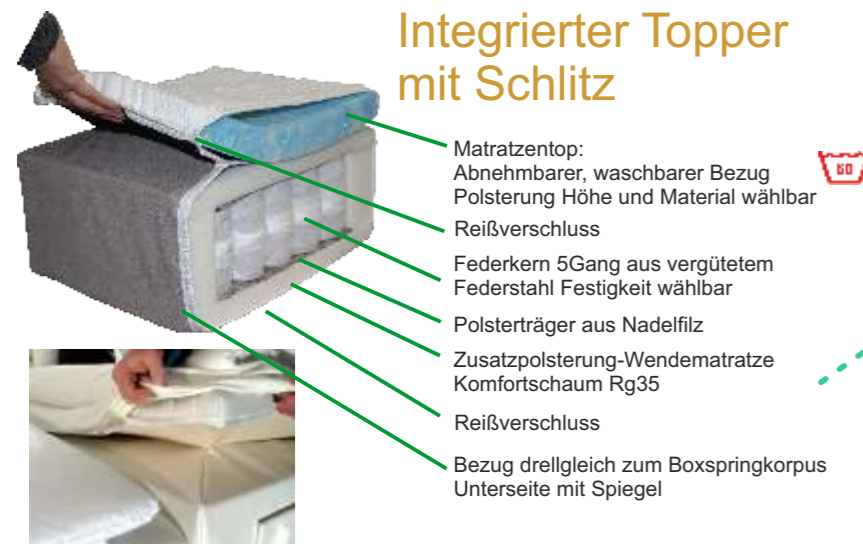 Integrierter Topper
mit Schlitz
Matratzentop:
Abnehmbarer, waschbarer Bezug
Polsterung Höhe und Material wählbar
60
Reißverschluss
Federkern 5Gang aus vergütetem
Federstahl Festigkeit wählbar
Polsterträger aus Nadelfilz
Zusatzpolsterung-Wendematratze
Komfortschaum Rg35
Reißverschluss
Bezug drellgleich zum Boxspringkorpus
Unterseite mit Spiegel